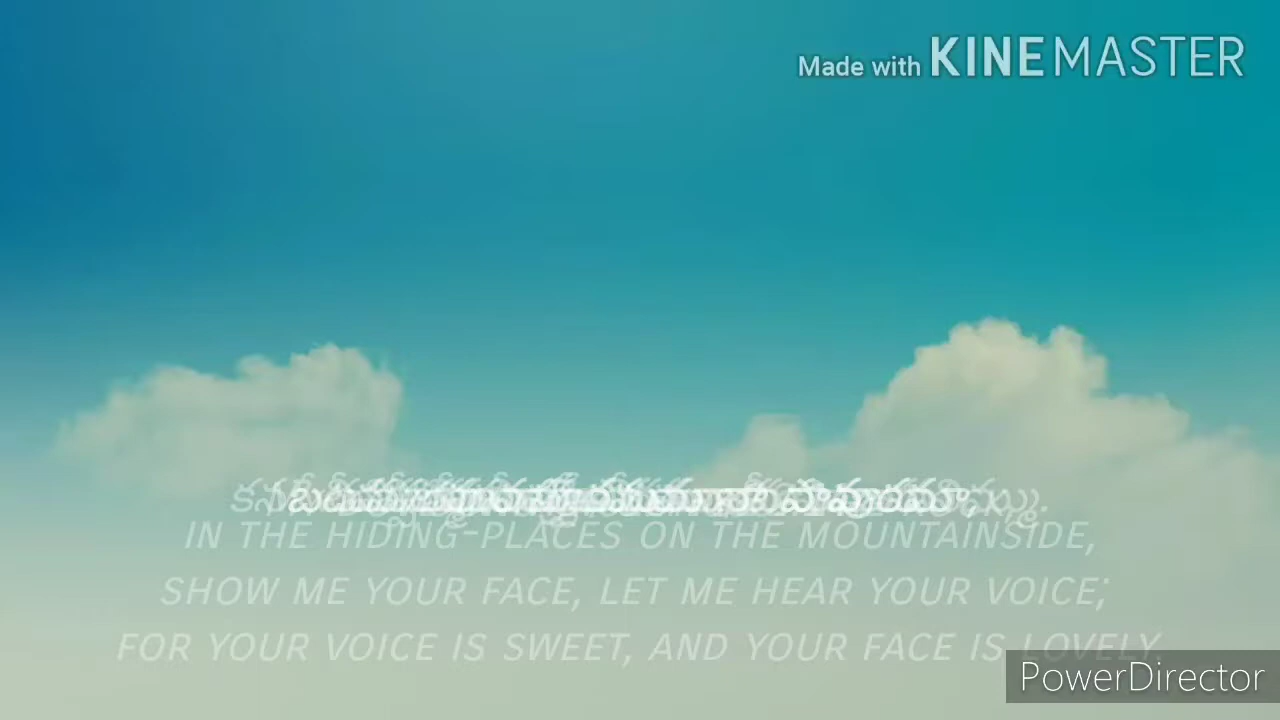 Made with KINEMASTER
IN THE HIDING-PLACES ON THE MOUNTAINSIDE,
SHOW ME YOUR FACE, LET ME HEAR YOUR VOICE;
FOR YOUR VOICE IS SWEET, AND YOUR FACE IS LOVELY.
PowerDirector